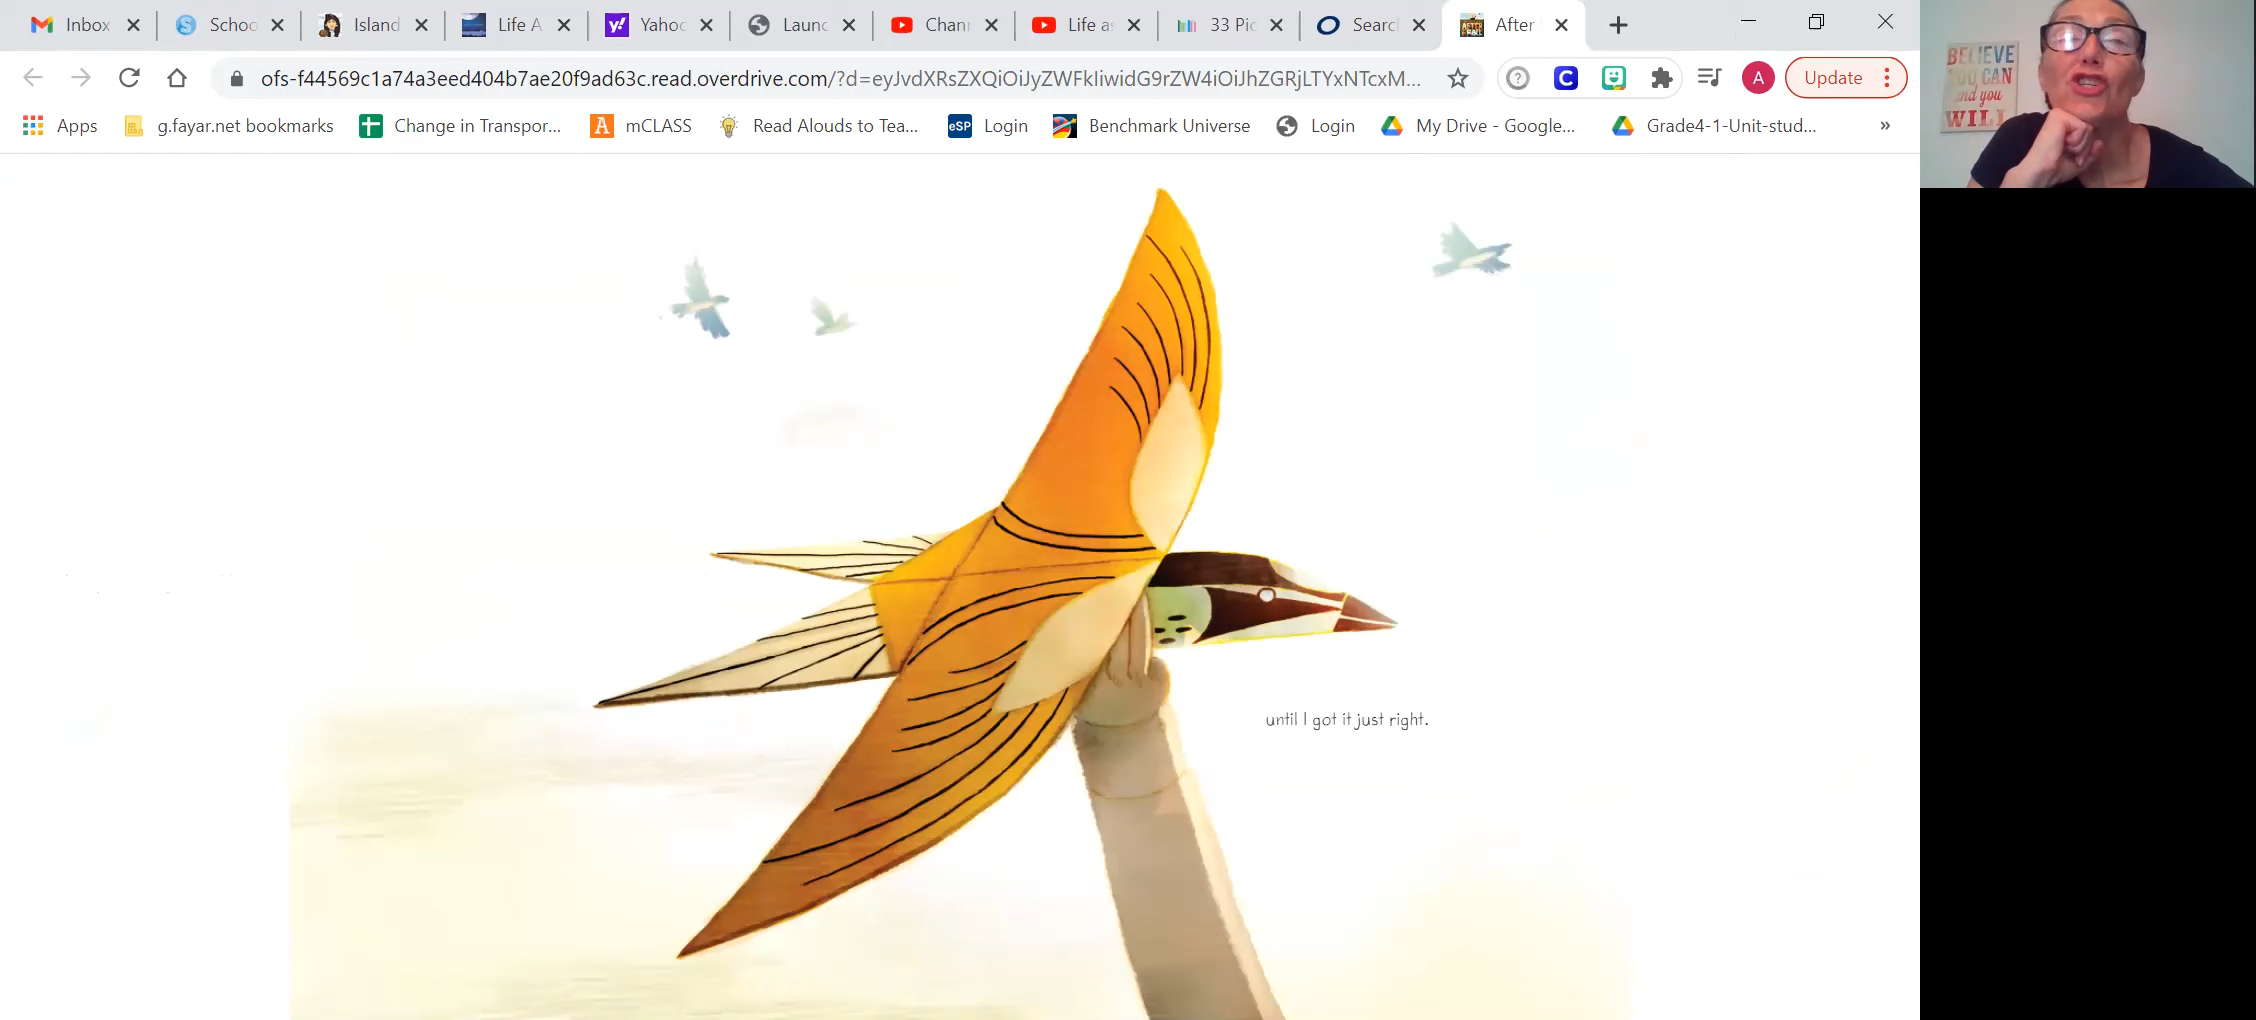 Inbox
Schoo
Island
Life A
Yahoo
Launc
Chan
Life as
33 Pic
Searc
After
ofs-f44569c1a74a3eed404b7ae20f9ad63c.read.overdrive.com/?d=eyJvdXRsZXQiOiJyZWFkIiwidG9rZW4iOiJhZGRjLTYxNTcxM...
C
A
Update
Apps
g.fayar.net bookmarks
Change in Transpor...
A
mCLASS
Read Alouds to Tea...
eSP
Login
Benchmark Universe
Login
My Drive - Google...
Grade4-1-Unit-stud...
»
BELIEVE
YOU CAN
and you
WILL
until I got it just right.